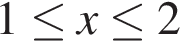 1 ≤ x ≤ 2